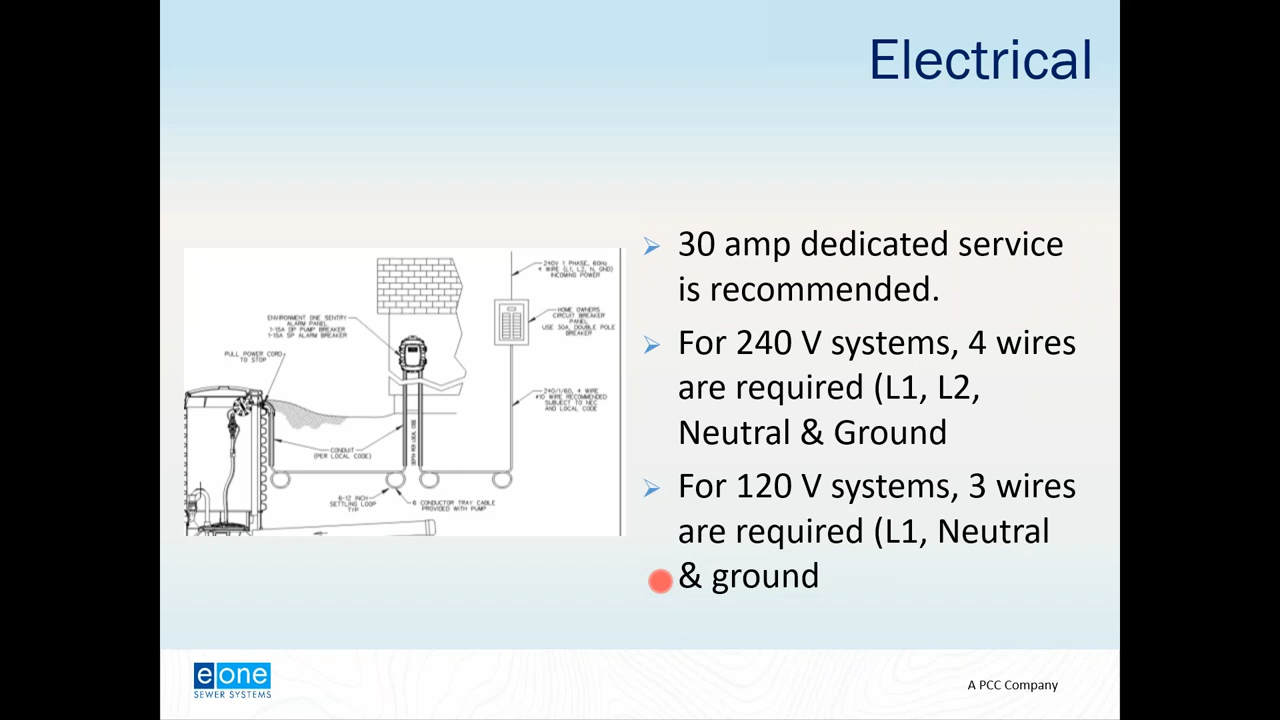 Electrical
30 amp dedicated service
is recommended.
For 240 V systems, 4 wires
are required (L1, L2,
Neutral & Ground
For 120 V systems, 3 wires
are required (L1, Neutral
& ground
240V 1 PHASE, 60Hz
4 WIRE (L1, L2, N, GND)
INCOMING POWER
ENVIRONMENT ONE SENTRY
ALARM PANEL
1-15A DP PUMP BREAKER
1-15A SP ALARM BREAKER
HOME OWNERS
CIRCUIT BREAKER
PANEL
USE 30A, DOUBLE POLE
BREAKER
PULL POWER CORD
TO STOP
240/1/60, 4 WIRE
#10 WIRE RECOMMENDED
SUBJECT TO NEC
AND LOCAL CODE
DEPTH PER LOCAL CODE
CONDUIT
(PER LOCAL CODE)
6-12 INCH
SETTLING LOOP
TYP
6 CONDUCTOR TRAY CABLE
PROVIDED WITH PUMP
e one
SEWER SYSTEMS
A PCC Company